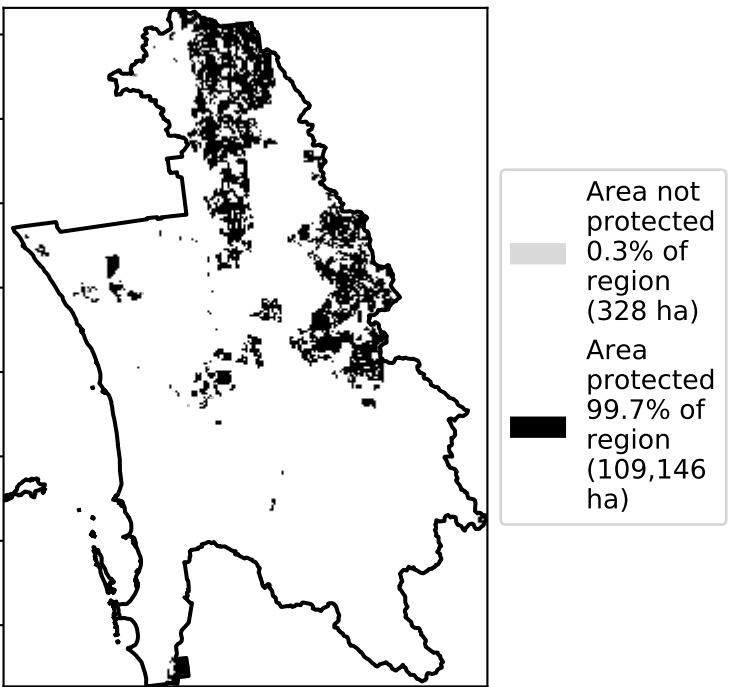 Area not
protected
0.3% of
region
(328 ha)
Area
protected
99.7% of
region
(109,146
ha)